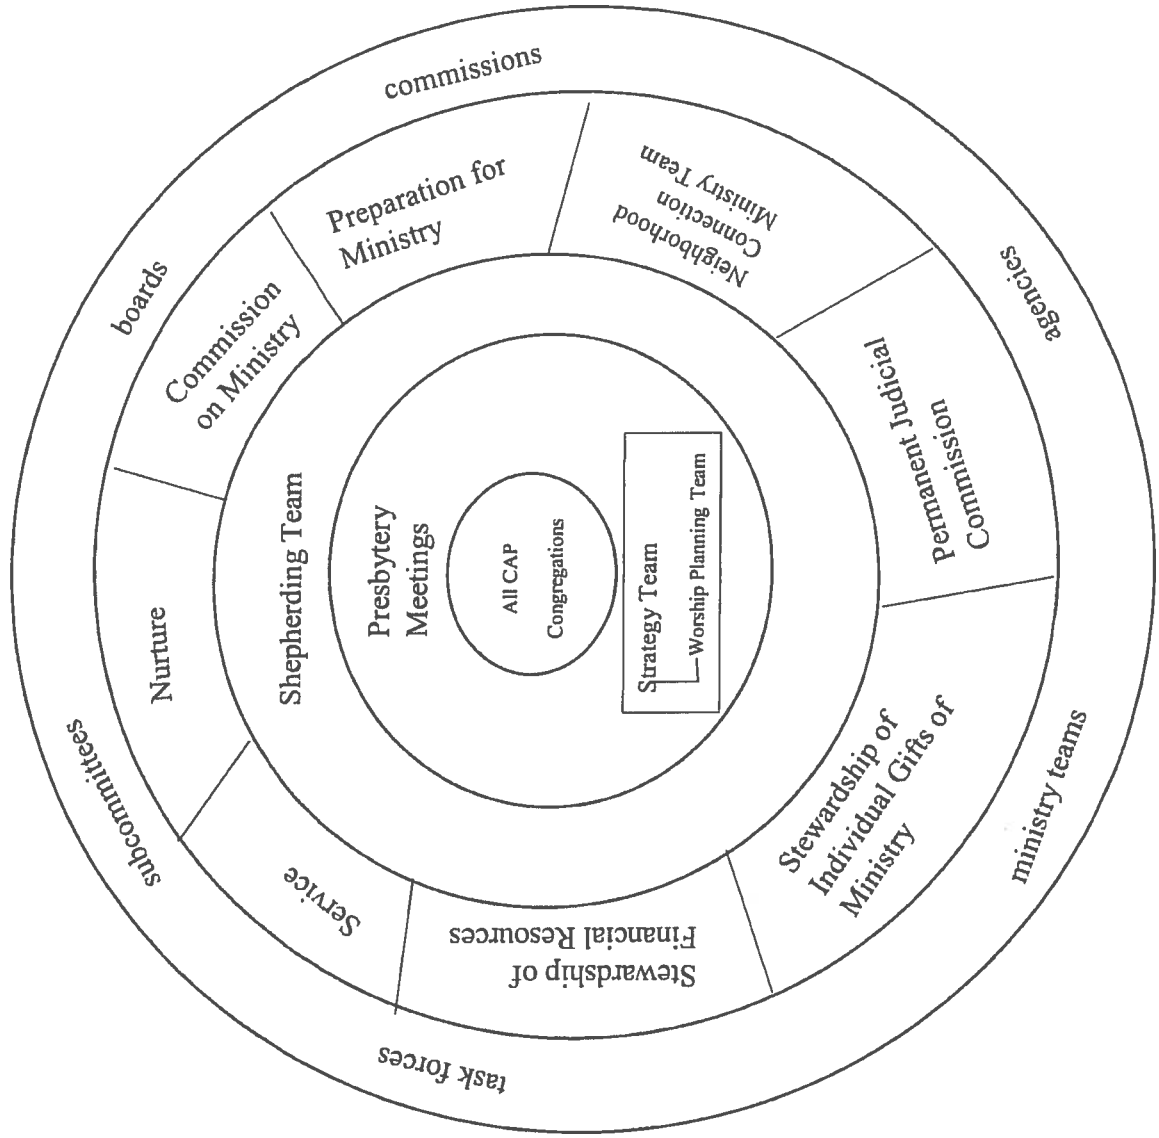 commissions
boards
agencies
subcommittees
ministry teams
task forces
Preparation for
Ministry
Neighborhood
Connection
Ministry Team
Commission
on Ministry
Permanent Judicial
Commission
Nurture
Stewardship of
Individual Gifts of
Ministry
Service
Stewardship of
Financial Resources
Shepherding Team
Presbytery
Meetings
All CAP
Congregations
Strategy Team
Worship Planning Team